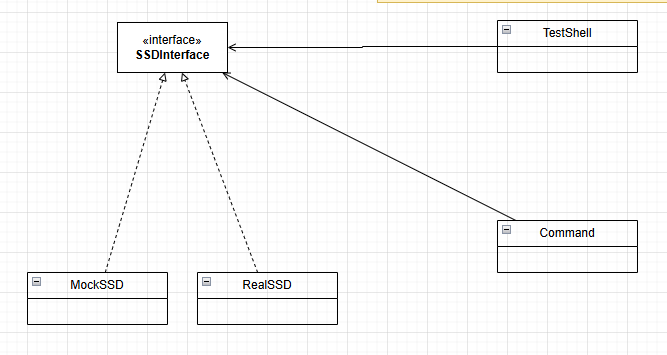 «interface»
SSDInterface
TestShell
Command
MockSSD
RealSSD